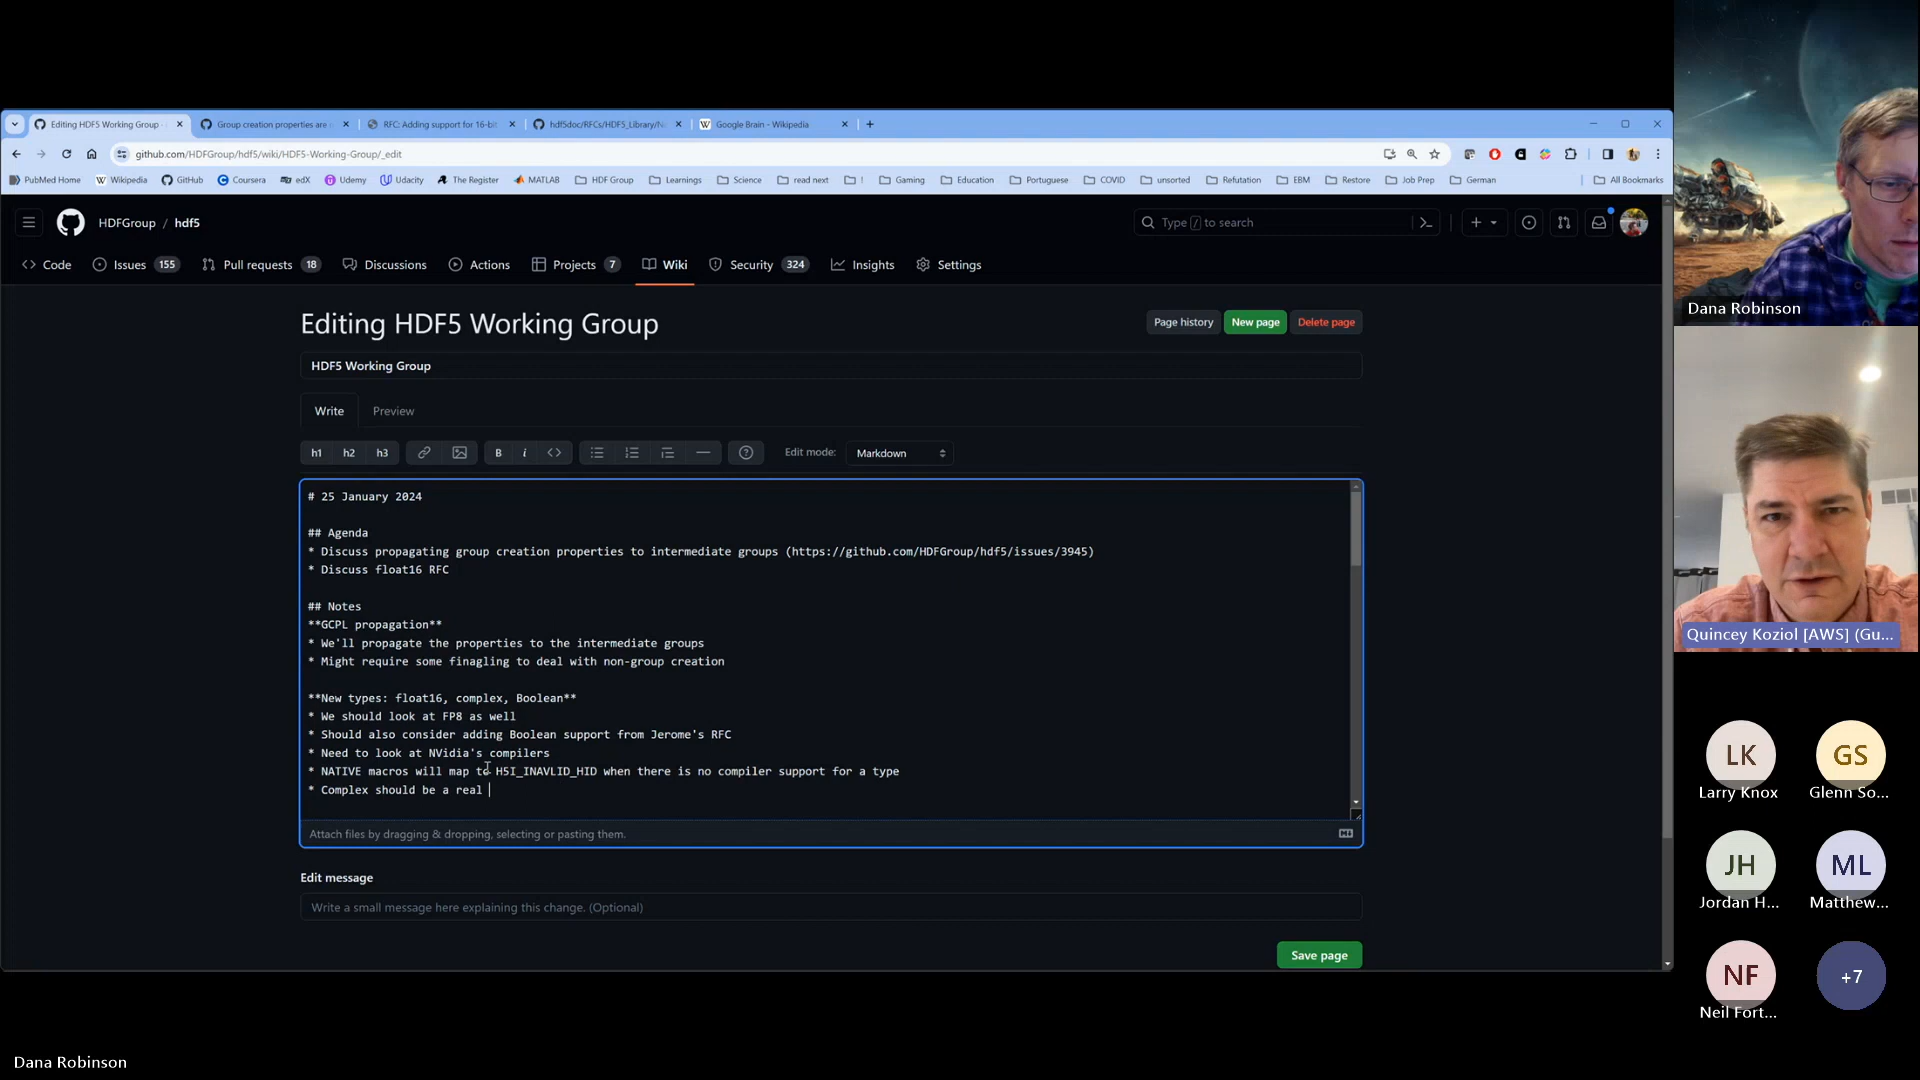 Editing HDF5 Working Group ·
Group creation properties are
RFC: Adding support for 16-bit
hdf5doc/RFCs/HDF5_Library/N
Google Brain - Wikipedia
github.com/HDFGroup/hdf5/wiki/HDF5-Working-Group/_edit
PubMed Home
Wikipedia
GitHub
Coursera
edX
Udemy
Udacity
The Register
MATLAB
HDF Group
Learnings
Science
read next
!
Gaming
Education
Portuguese
COVID
unsorted
Refutation
EBM
Restore
Job Prep
German
All Bookmarks
HDFGroup / hdf5
Type / to search
Code
Issues 155
Pull requests 18
Discussions
Actions
Projects 7
Wiki
Security 324
Insights
Settings
Editing HDF5 Working Group
Page history
New page
Delete page
HDF5 Working Group
Write
Preview
h1
h2
h3
B
i
Edit mode:
Markdown
# 25 January 2024
## Agenda
* Discuss propagating group creation properties to intermediate groups (https://github.com/HDFGroup/hdf5/issues/3945)
* Discuss float16 RFC
## Notes
**GCPL propagation**
* We'll propagate the properties to the intermediate groups
* Might require some finagling to deal with non-group creation
**New types: float16, complex, Boolean**
* We should look at FP8 as well
* Should also consider adding Boolean support from Jerome's RFC
* Need to look at NVidia's compilers
* NATIVE macros will map to H5I_INAVLID_HID when there is no compiler support for a type
* Complex should be a real
Attach files by dragging & dropping, selecting or pasting them.
Edit message
Write a small message here explaining this change. (Optional)
Save page
Dana Robinson
Quincey Koziol [AWS] (Gu...
LK
Larry Knox
GS
Glenn So...
JH
Jordan H...
ML
Matthew...
NF
Neil Fort...
+7
Dana Robinson